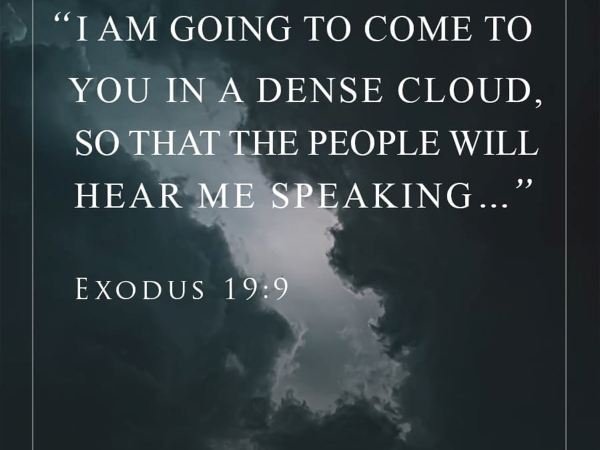 “I AM GOING TO COME TO
YOU IN A DENSE CLOUD,
SO THAT THE PEOPLE WILL
HEAR ME SPEAKING...”
EXODUS 19:9